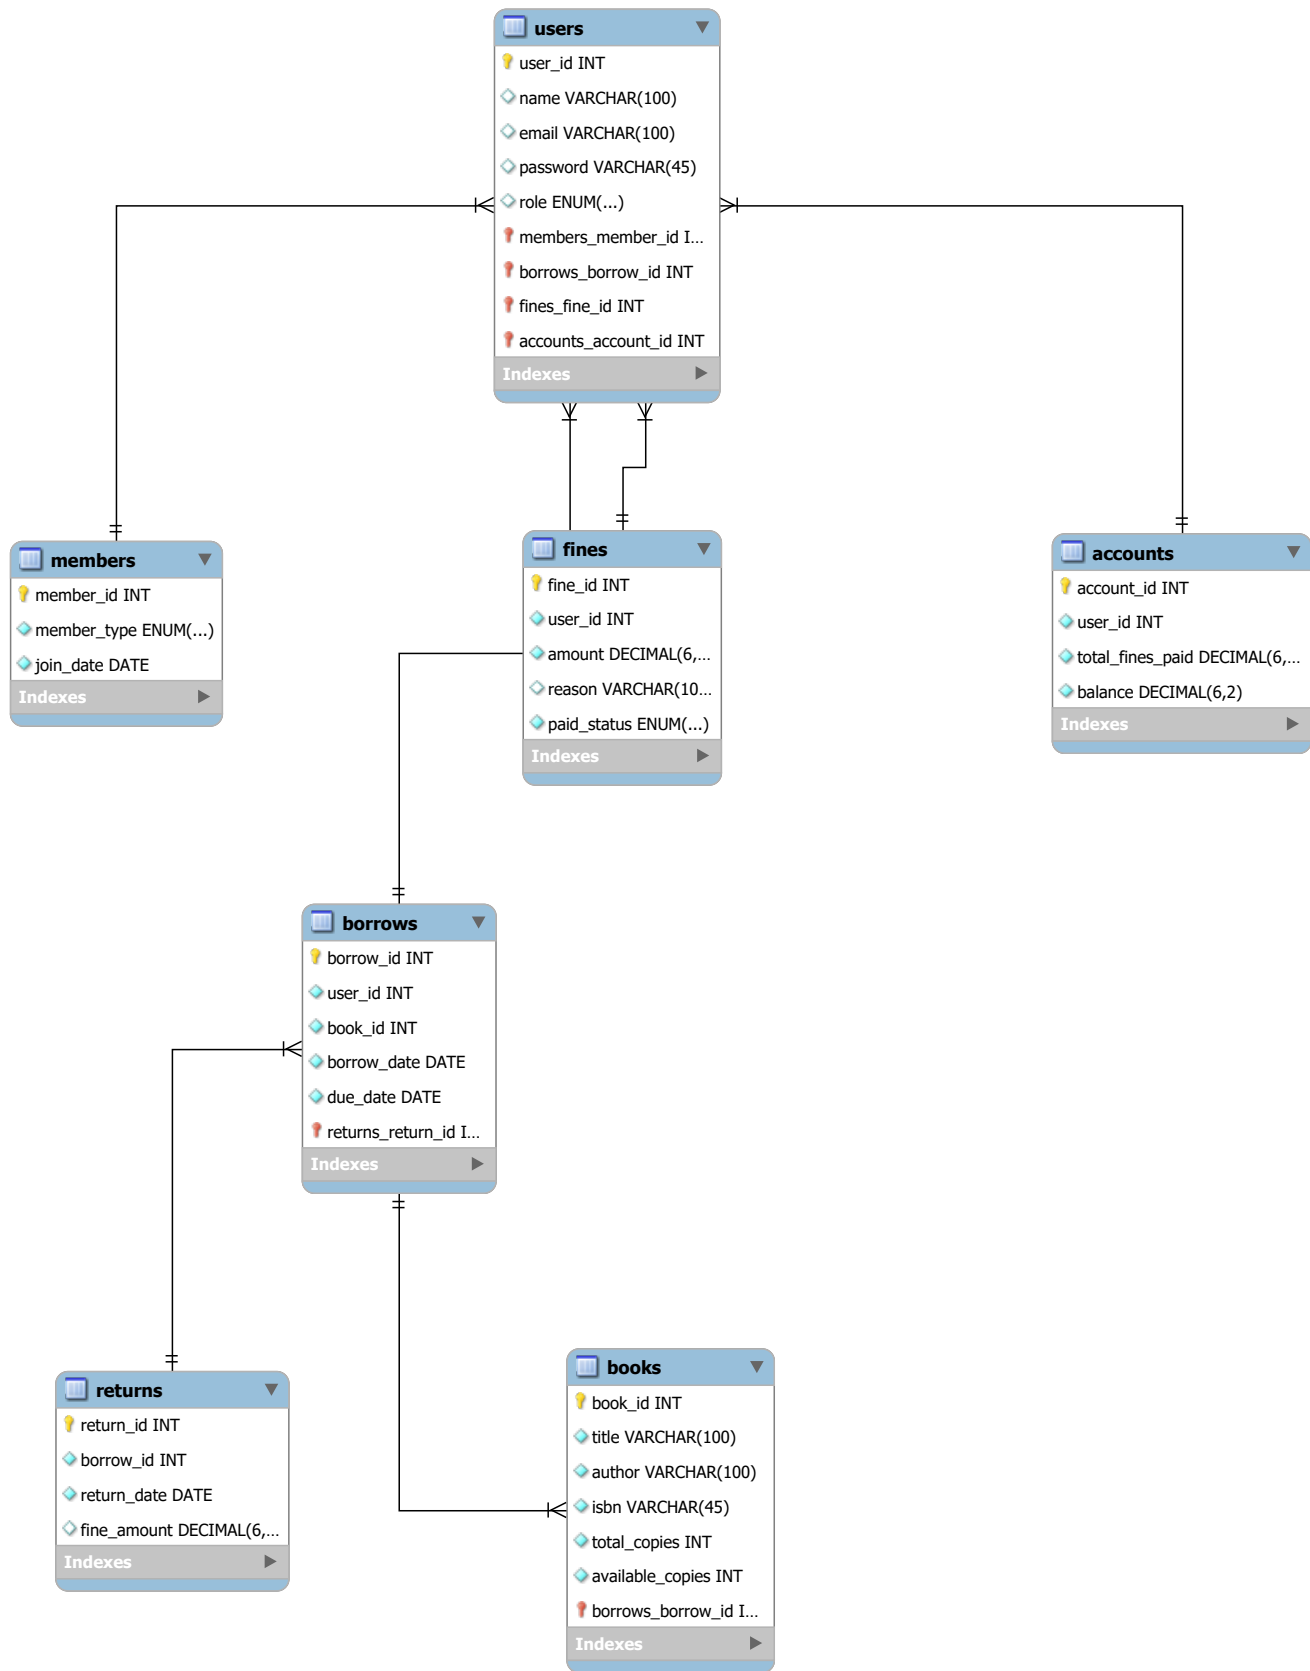 users
user_id INT
name VARCHAR(100)
email VARCHAR(100)
password VARCHAR(45)
role ENUM(...)
members_member_id I...
borrows_borrow_id INT
fines_fine_id INT
accounts_account_id INT
Indexes
members
member_id INT
member_type ENUM(...)
join_date DATE
Indexes
fines
fine_id INT
user_id INT
amount DECIMAL(6,...
reason VARCHAR(10...
paid_status ENUM(...)
Indexes
accounts
account_id INT
user_id INT
total_fines_paid DECIMAL(6,...
balance DECIMAL(6,2)
Indexes
borrows
borrow_id INT
user_id INT
book_id INT
borrow_date DATE
due_date DATE
returns_return_id I...
Indexes
returns
return_id INT
borrow_id INT
return_date DATE
fine_amount DECIMAL(6,...
Indexes
books
book_id INT
title VARCHAR(100)
author VARCHAR(100)
isbn VARCHAR(45)
total_copies INT
available_copies INT
borrows_borrow_id I...
Indexes